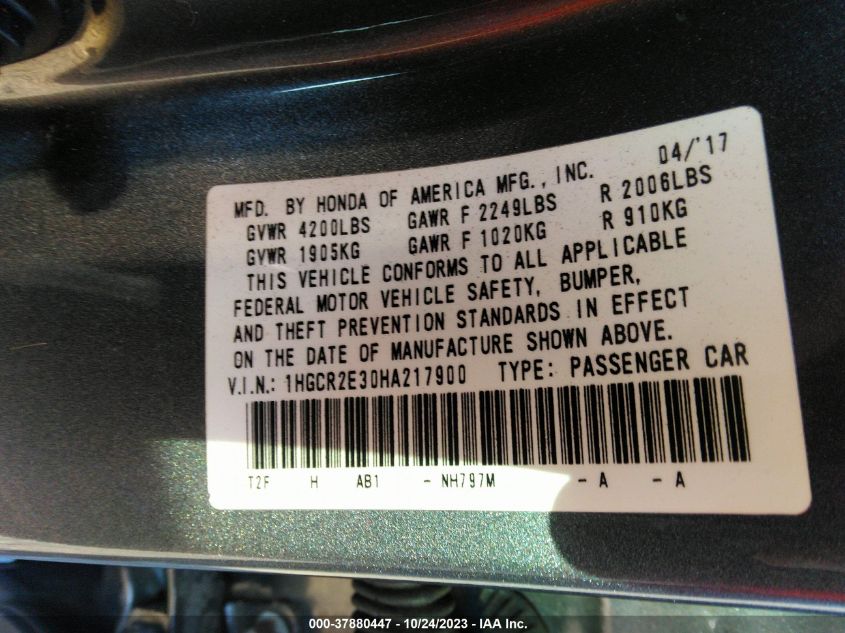 04/'17
MFD. BY HONDA OF AMERICA MFG., INC.
GVWR 4200LBS GAWR F 2249LBS R 2006LBS
GVWR 1905KG GAWR F 1020KG R 910KG
THIS VEHICLE CONFORMS TO ALL APPLICABLE
FEDERAL MOTOR VEHICLE SAFETY, BUMPER,
AND THEFT PREVENTION STANDARDS IN EFFECT
ON THE DATE OF MANUFACTURE SHOWN ABOVE.
V.I.N.: 1HGCR2E30HA217900 TYPE: PASSENGER CAR
T2F H AB1 - NH797M - A - A
000-37880447 - 10/24/2023 - IAA Inc.